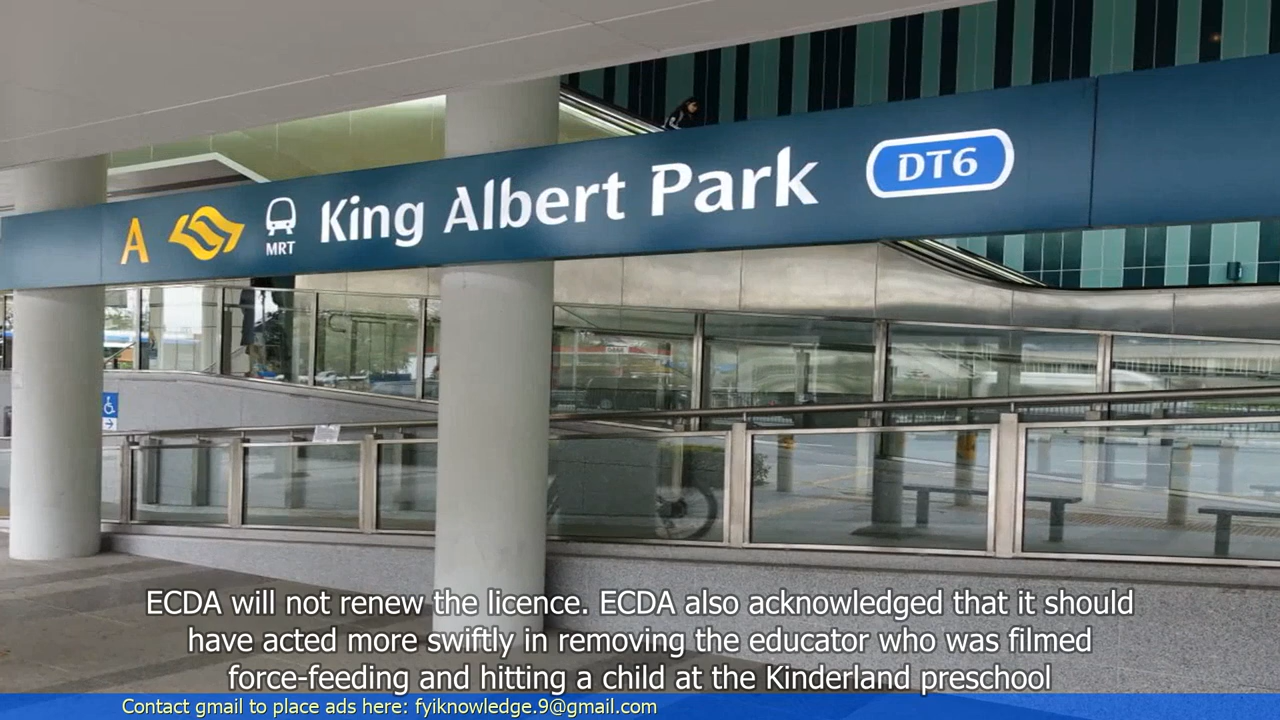 A MRT King Albert Park DT6
ECDA will not renew the licence. ECDA also acknowledged that it should
have acted more swiftly in removing the educator who was filmed
force-feeding and hitting a child at the Kinderland preschool
Contact gmail to place ads here: fyiknowledge.9@gmail.com